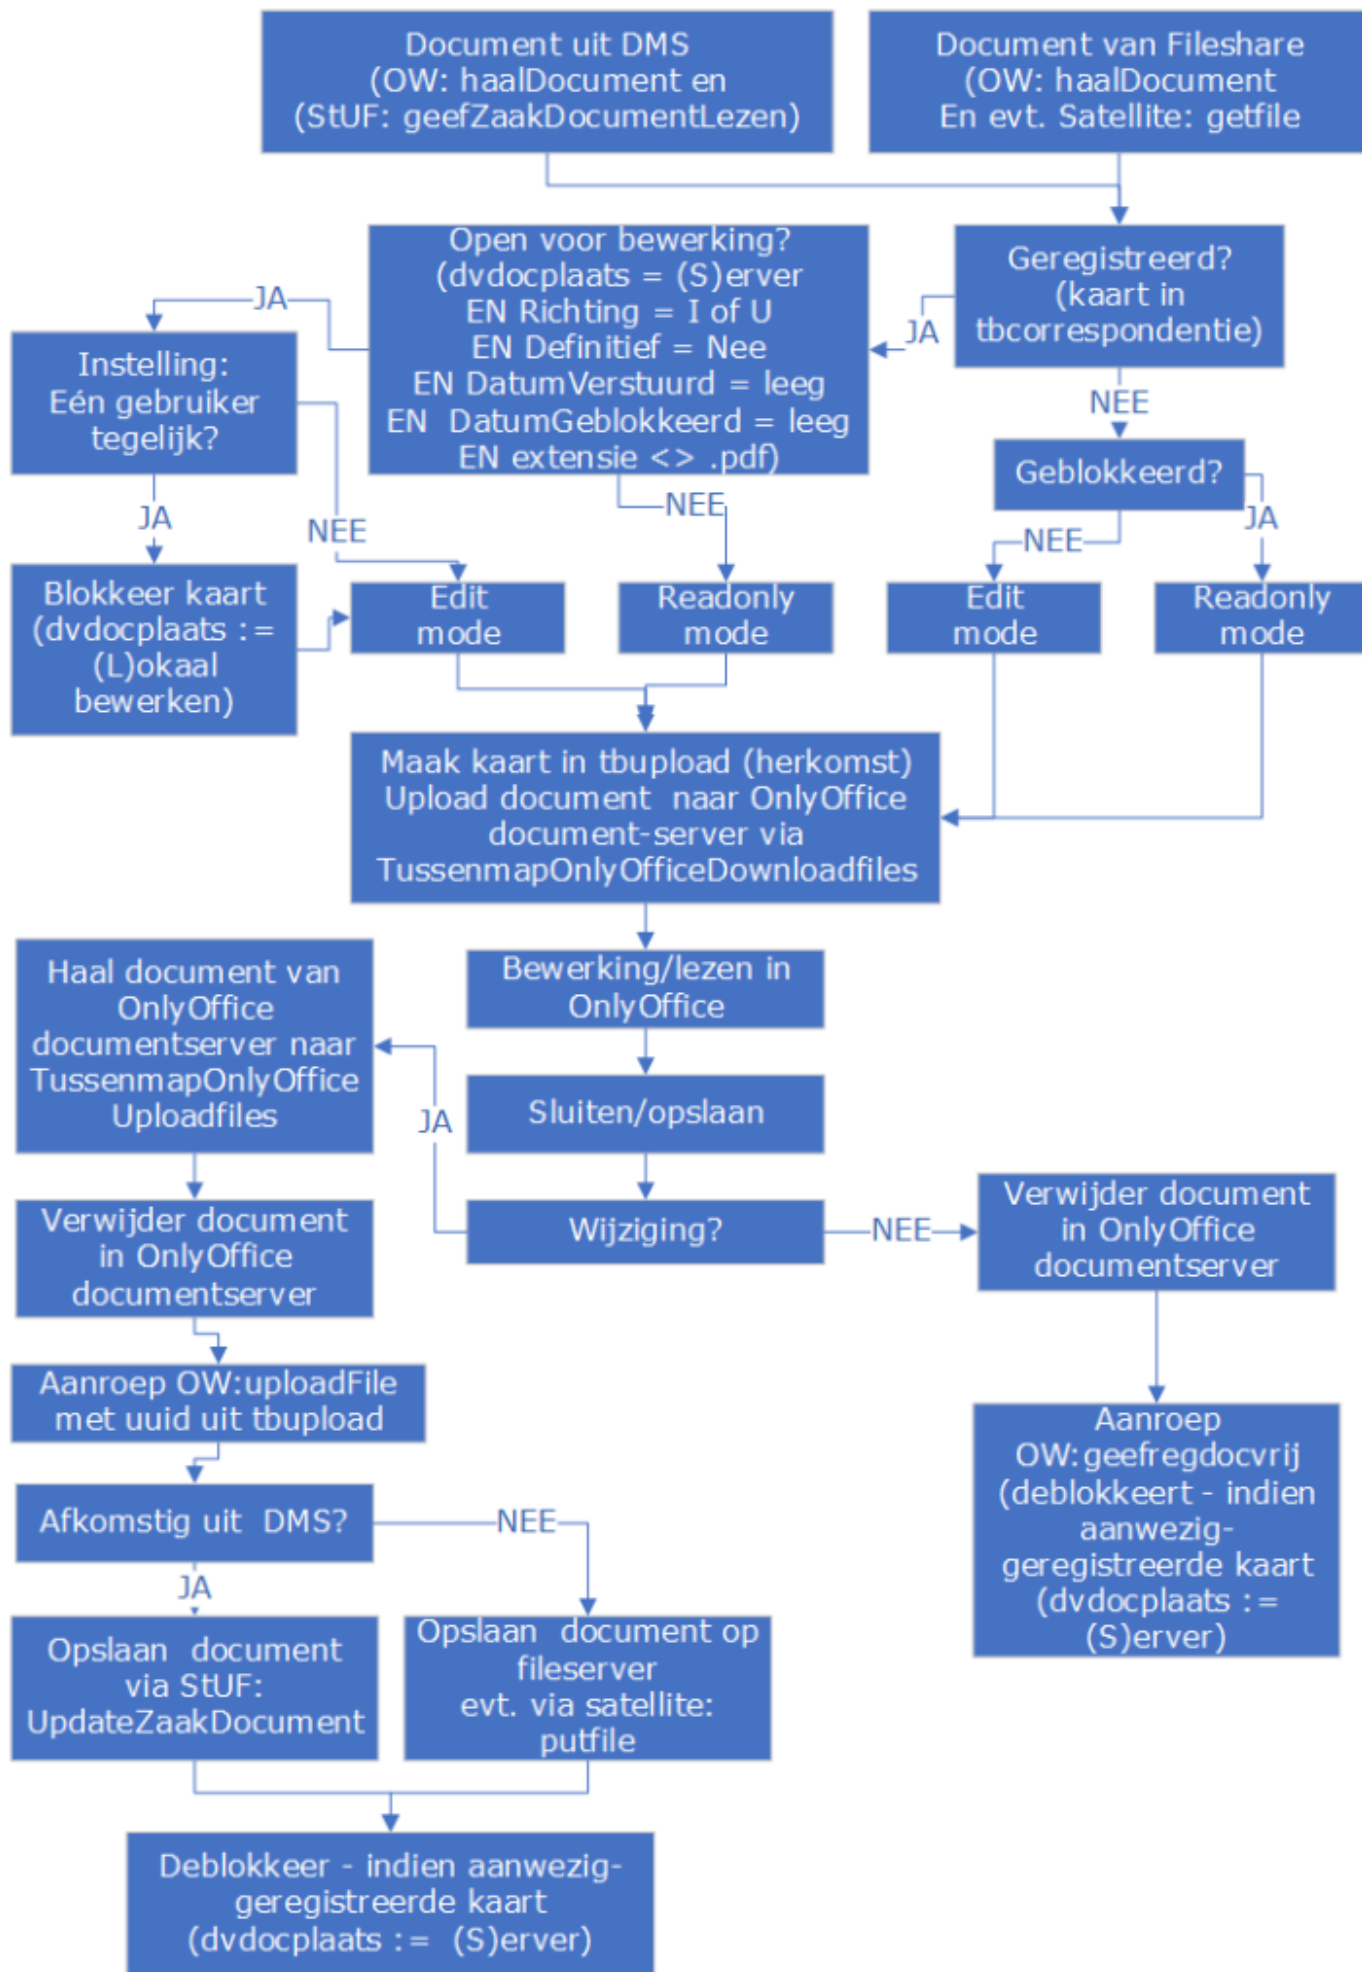 Document uit DMS
(OW: haalDocument en
(StUF: geefZaakDocumentLezen)
Document van Fileshare
(OW: haalDocument
En evt. Satellite: getfile
Open voor bewerking?
(dvdocplaats = (S)erver
EN Richting = I of U
EN Definitief = Nee
EN DatumVerstuurd = leeg
EN  DatumGeblokkeerd = leeg
EN extensie <> .pdf)
Geregistreerd?
(kaart in
tbcorrespondentie)
JA
JA
Instelling:
Eén gebruiker
tegelijk?
NEE
Geblokkeerd?
NEE
JA
NEE
NEE
JA
Blokkeer kaart
(dvdocplaats :=
(L)okaal
bewerken)
Edit
mode
Readonly
mode
Edit
mode
Readonly
mode
Maak kaart in tbupload (herkomst)
Upload document  naar OnlyOffice
document-server via
TussenmapOnlyOfficeDownloadfiles
Haal document van
OnlyOffice
documentserver naar
TussenmapOnlyOffice
Uploadfiles
Bewerking/lezen in
OnlyOffice
Sluiten/opslaan
JA
Wijziging?
NEE
Verwijder document
in OnlyOffice
documentserver
Verwijder document
in OnlyOffice
documentserver
Aanroep OW:uploadFile
met uuid uit tbupload
Aanroep
OW:geefregdocvrij
(deblokkeert - indien
aanwezig-
geregistreerde kaart
(dvdocplaats :=
(S)erver)
Afkomstig uit  DMS?
NEE
JA
Opslaan  document
via StUF:
UpdateZaakDocument
Opslaan  document op
fileserver
evt. via satellite:
putfile
Deblokkeer - indien aanwezig-
geregistreerde kaart
(dvdocplaats :=  (S)erver)